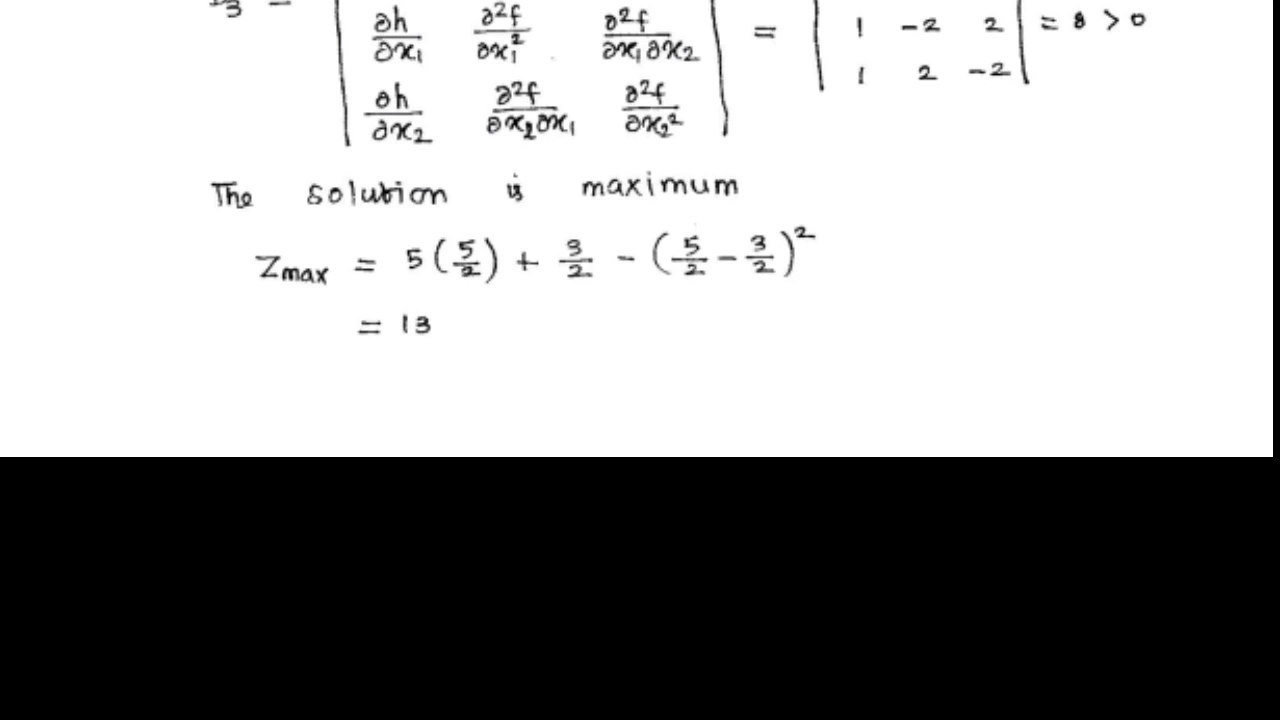 3 =
∂h/∂x₁ ∂²f/∂x₁² ∂²f/∂x₁∂x₂ = 1 -2 2 = 8 > 0
∂h/∂x₂ ∂²f/∂x₂∂x₁ ∂²f/∂x₂² 1 2 -2
The solution is maximum
Zmax = 5(5/2) + 3/2 - (5/2 - 3/2)²
= 13